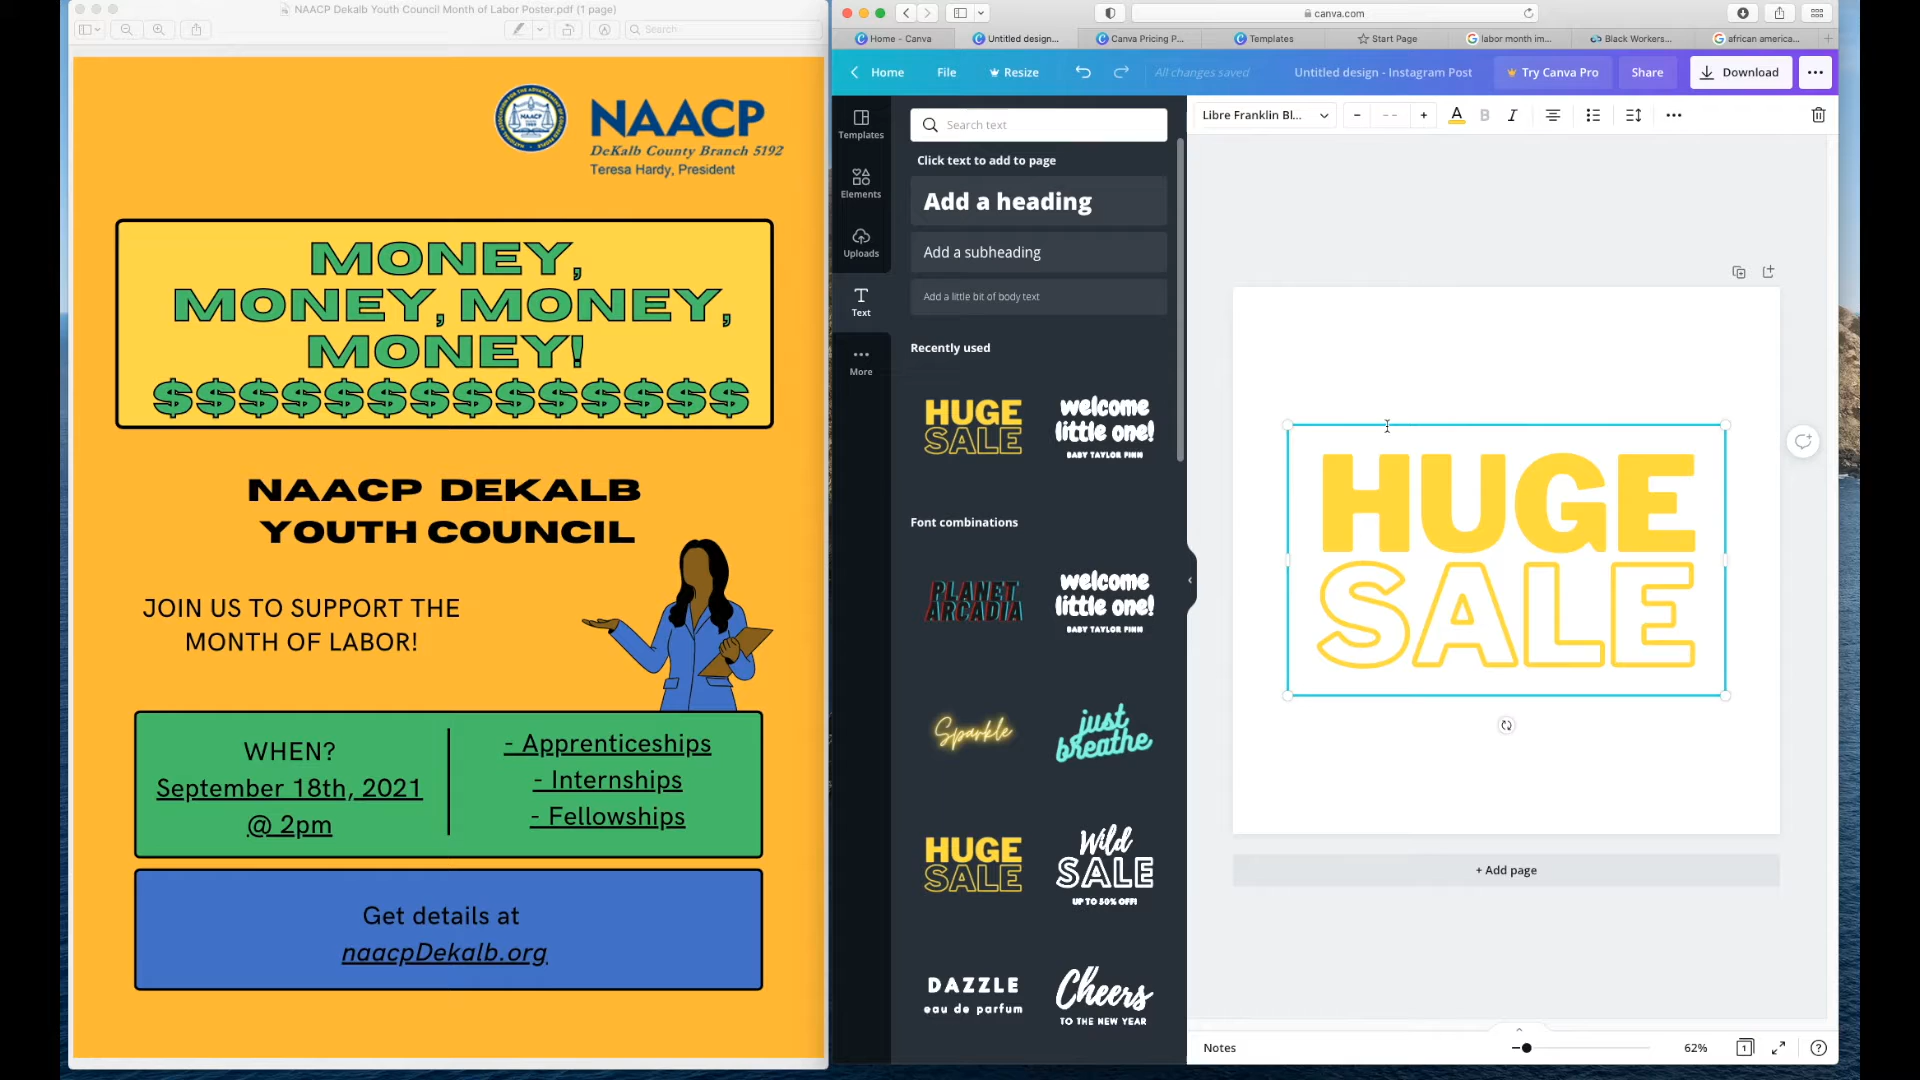 NAACP Dekalb Youth Council Month of Labor Poster.pdf (1 page)
Search
NAACP
DeKalb County Branch 5192
Teresa Hardy, President
MONEY,
MONEY, MONEY,
MONEY!
$$$$$$$$$$$$$$
NAACP DEKALB
YOUTH COUNCIL
JOIN US TO SUPPORT THE
MONTH OF LABOR!
WHEN?
September 18th, 2021
@ 2pm
- Apprenticeships
- Internships
- Fellowships
Get details at
naacpDekalb.org
canva.com
Home - Canva
Untitled design...
Canva Pricing P...
Templates
Start Page
labor month im...
Black Workers...
african america...
Home
File
Resize
All changes saved
Untitled design - Instagram Post
Try Canva Pro
Share
Download
Templates
Elements
Uploads
Text
More
Search text
Click text to add to page
Add a heading
Add a subheading
Add a little bit of body text
Recently used
HUGE
SALE
welcome
little one!
BABY TAYLOR FINN
Font combinations
PLANET
ARCADIA
welcome
little one!
BABY TAYLOR FINN
Sparkle
just
breathe
HUGE
SALE
Wild
SALE
UP TO 50% OFF!
DAZZLE
eau de parfum
Cheers
TO THE NEW YEAR
Libre Franklin Bl...
- -- +
A B I
HUGE
SALE
+ Add page
Notes
62%
1
?